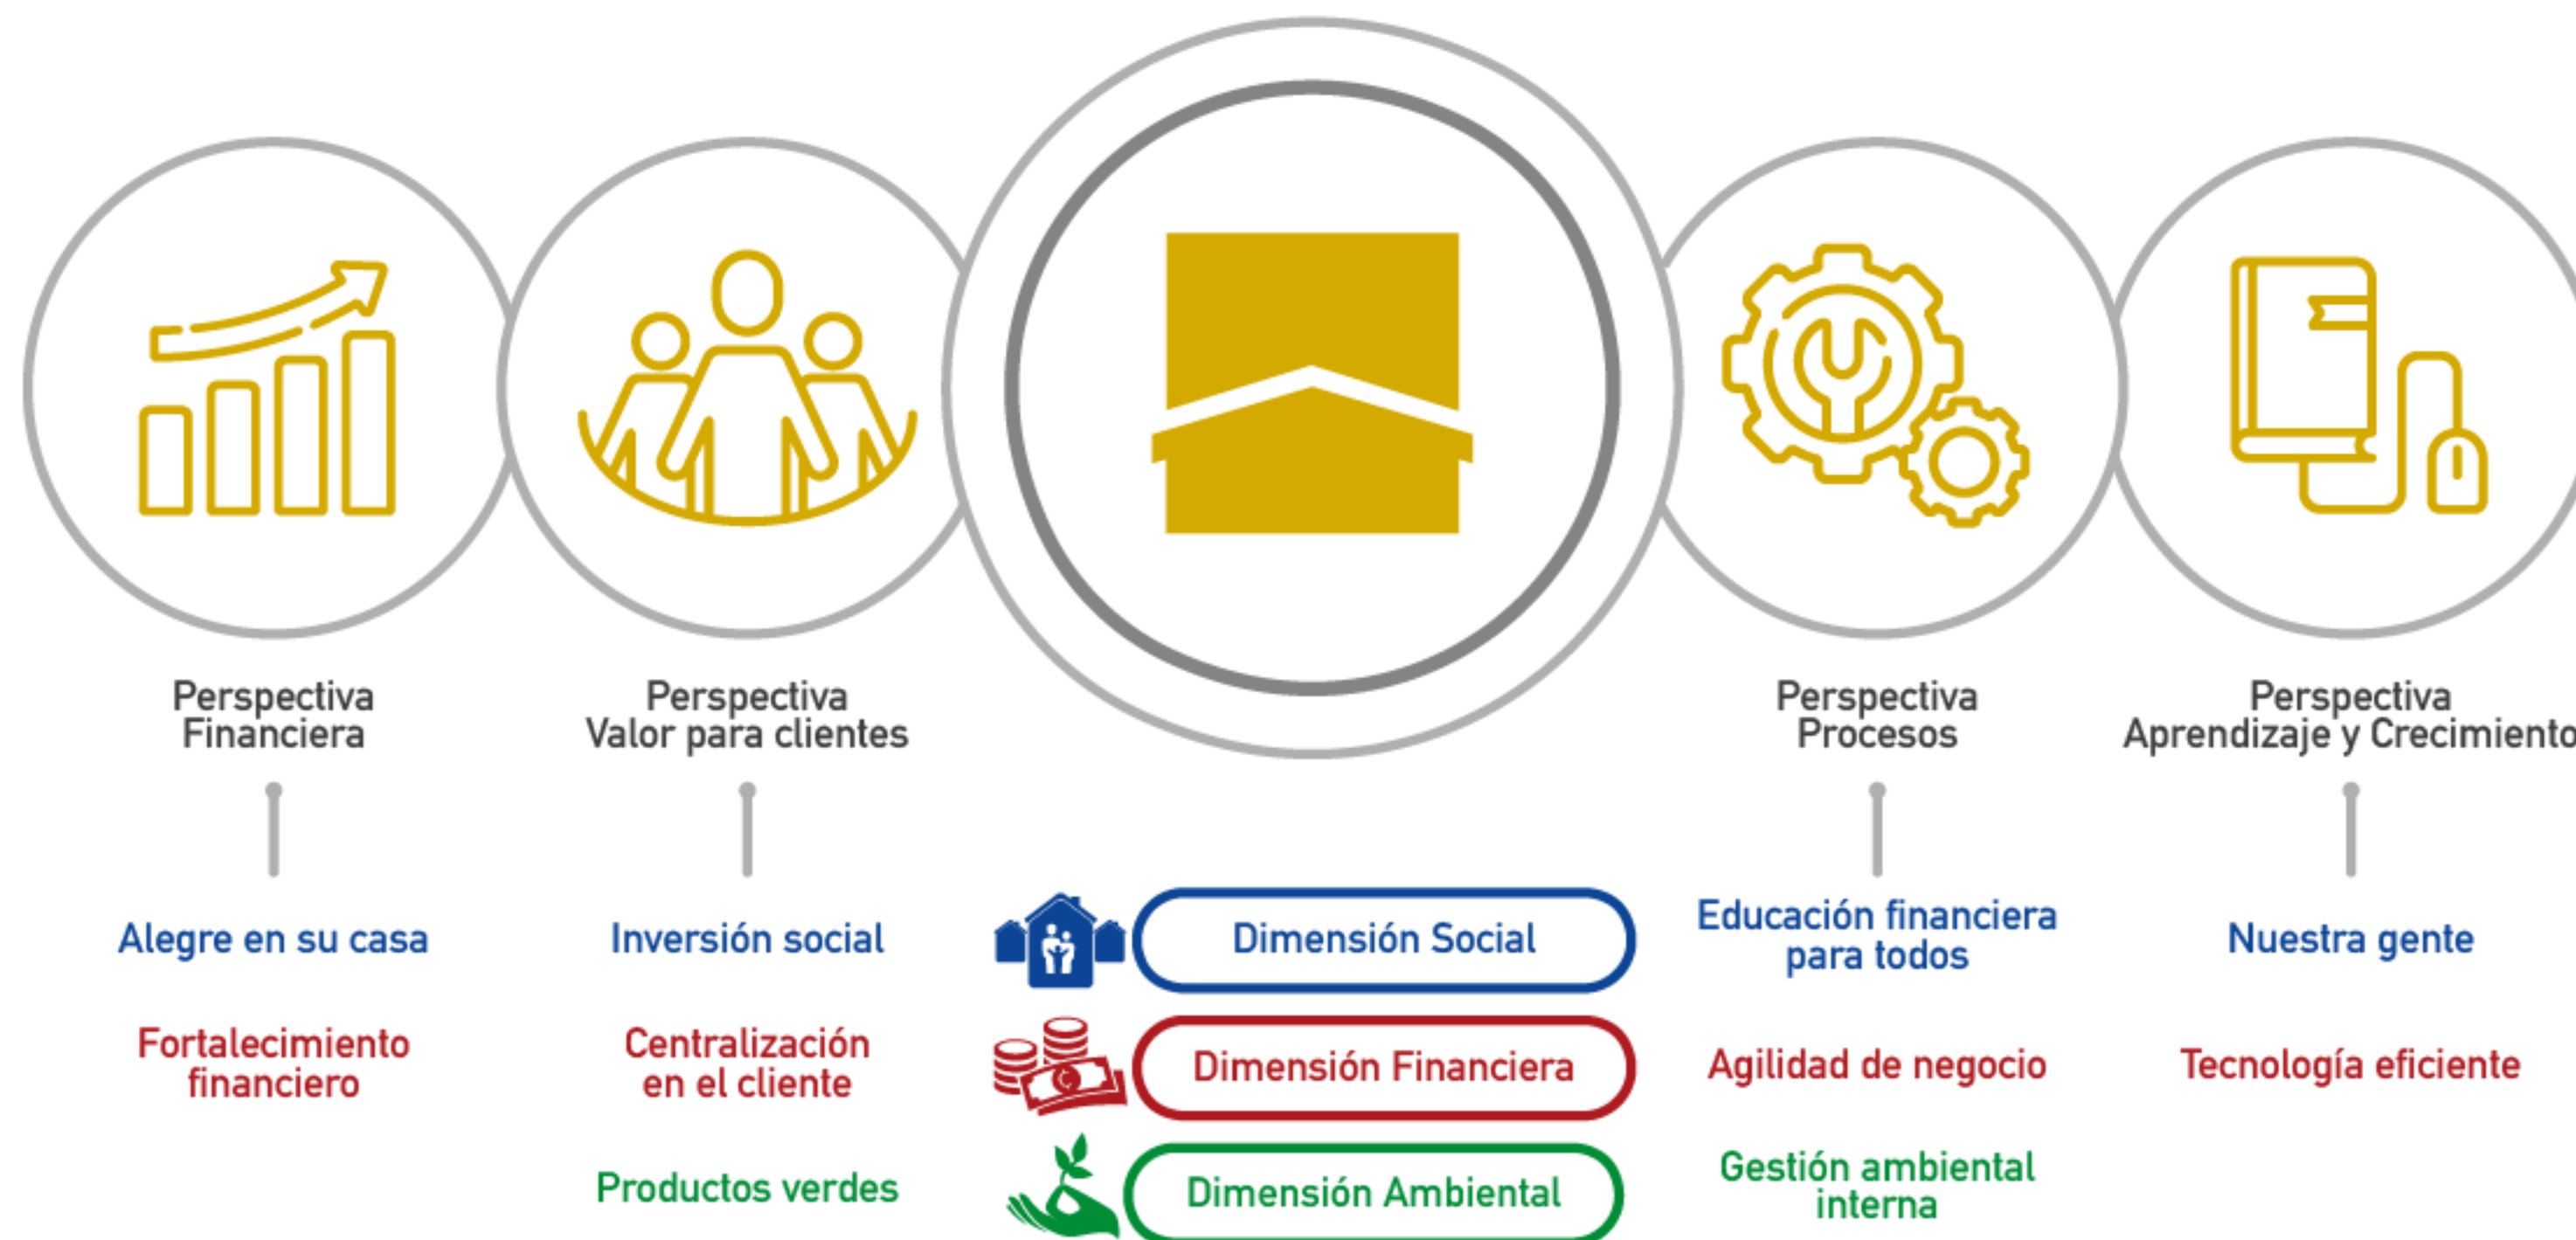 Perspectiva
Financiera
Perspectiva
Valor para clientes
Perspectiva
Procesos
Perspectiva
Aprendizaje y Crecimiento
Alegre en su casa
Inversión social
Dimensión Social
Educación financiera
para todos
Nuestra gente
Fortalecimiento
financiero
Centralización
en el cliente
Dimensión Financiera
Agilidad de negocio
Tecnología eficiente
Productos verdes
Dimensión Ambiental
Gestión ambiental
interna